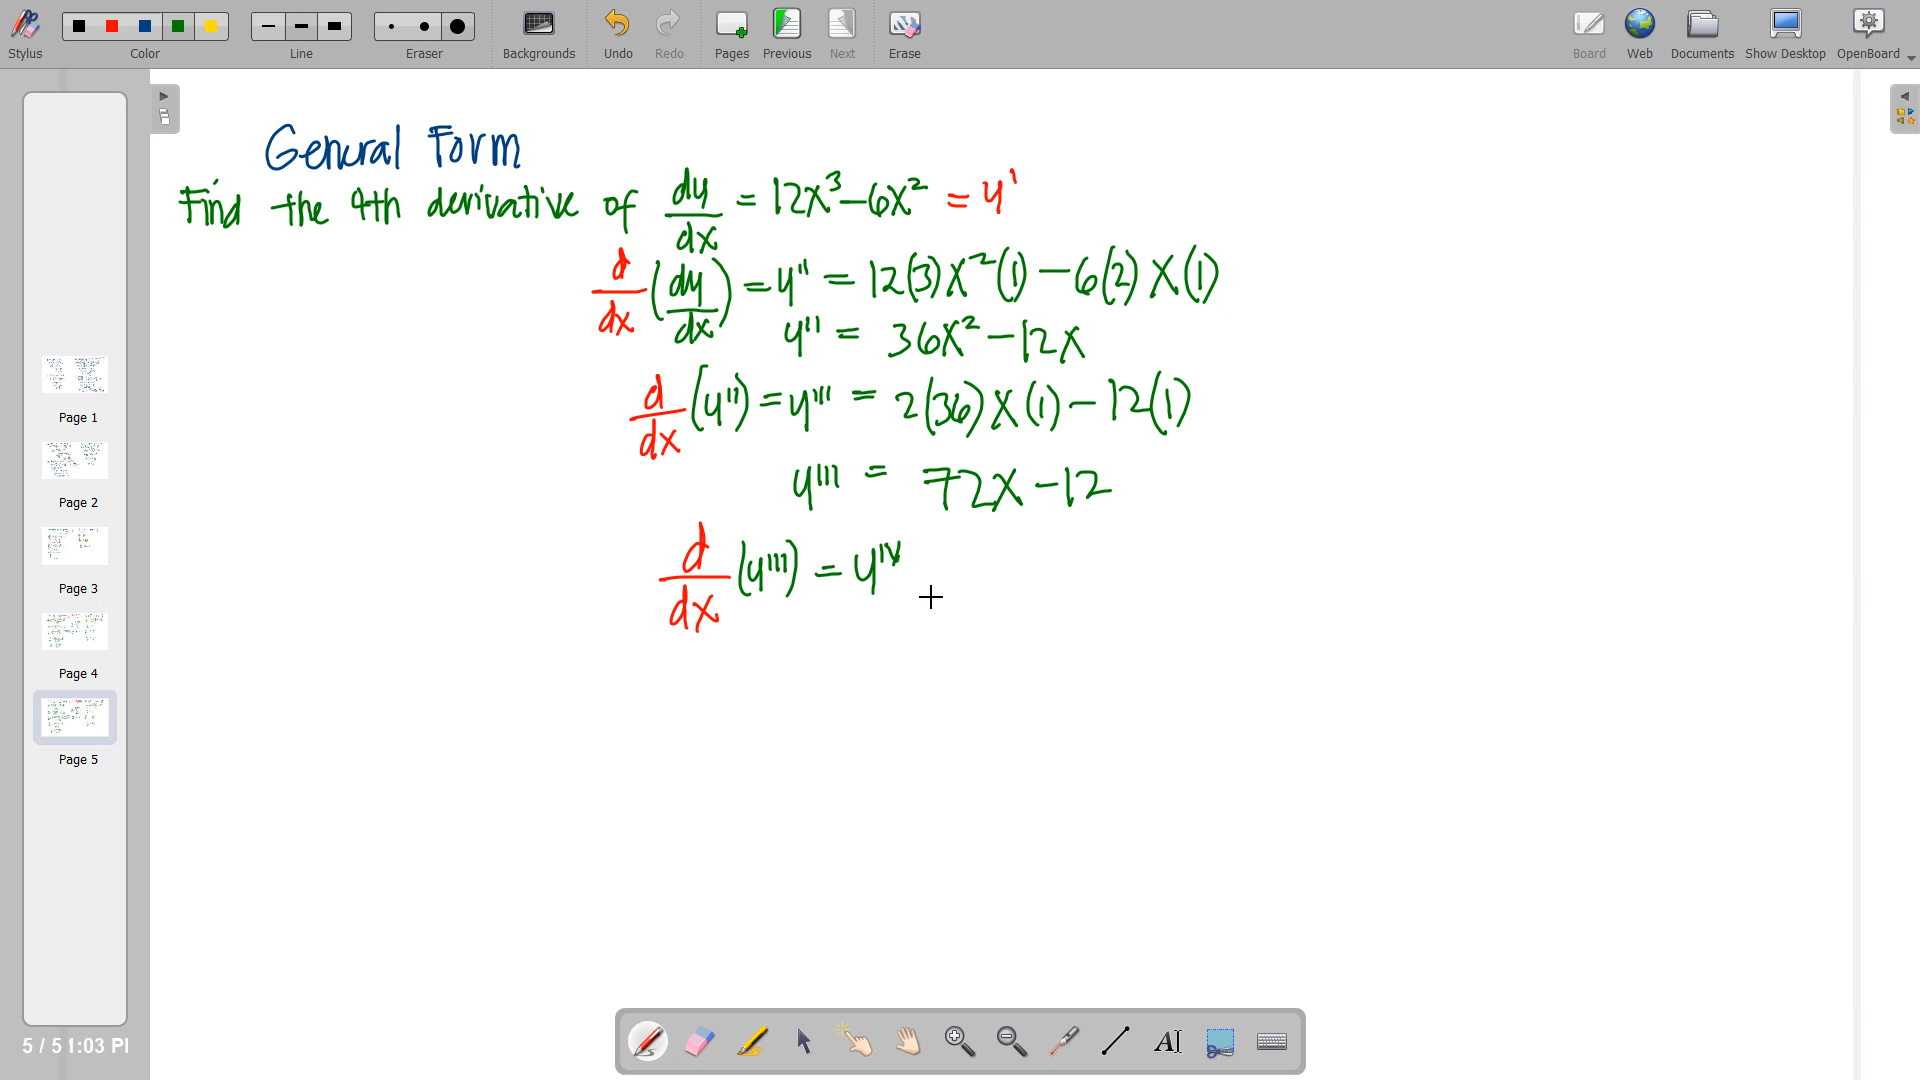 Stylus Color Line Eraser Backgrounds Undo Redo Pages Previous Next Erase Board Web Documents Show Desktop OpenBoard
General Form
Find the 4th derivative of dy/dx = 12x³ − 6x² = y'
d/dx (dy/dx) = y'' = 12(3)x²(1) − 6(2)x(1)
y'' = 36x² − 12x
d/dx (y'') = y''' = 2(36)x(1) − 12(1)
y''' = 72x − 12
d/dx (y''') = y^IV
Page 1
Page 2
Page 3
Page 4
Page 5
5 / 5 1:03 PI